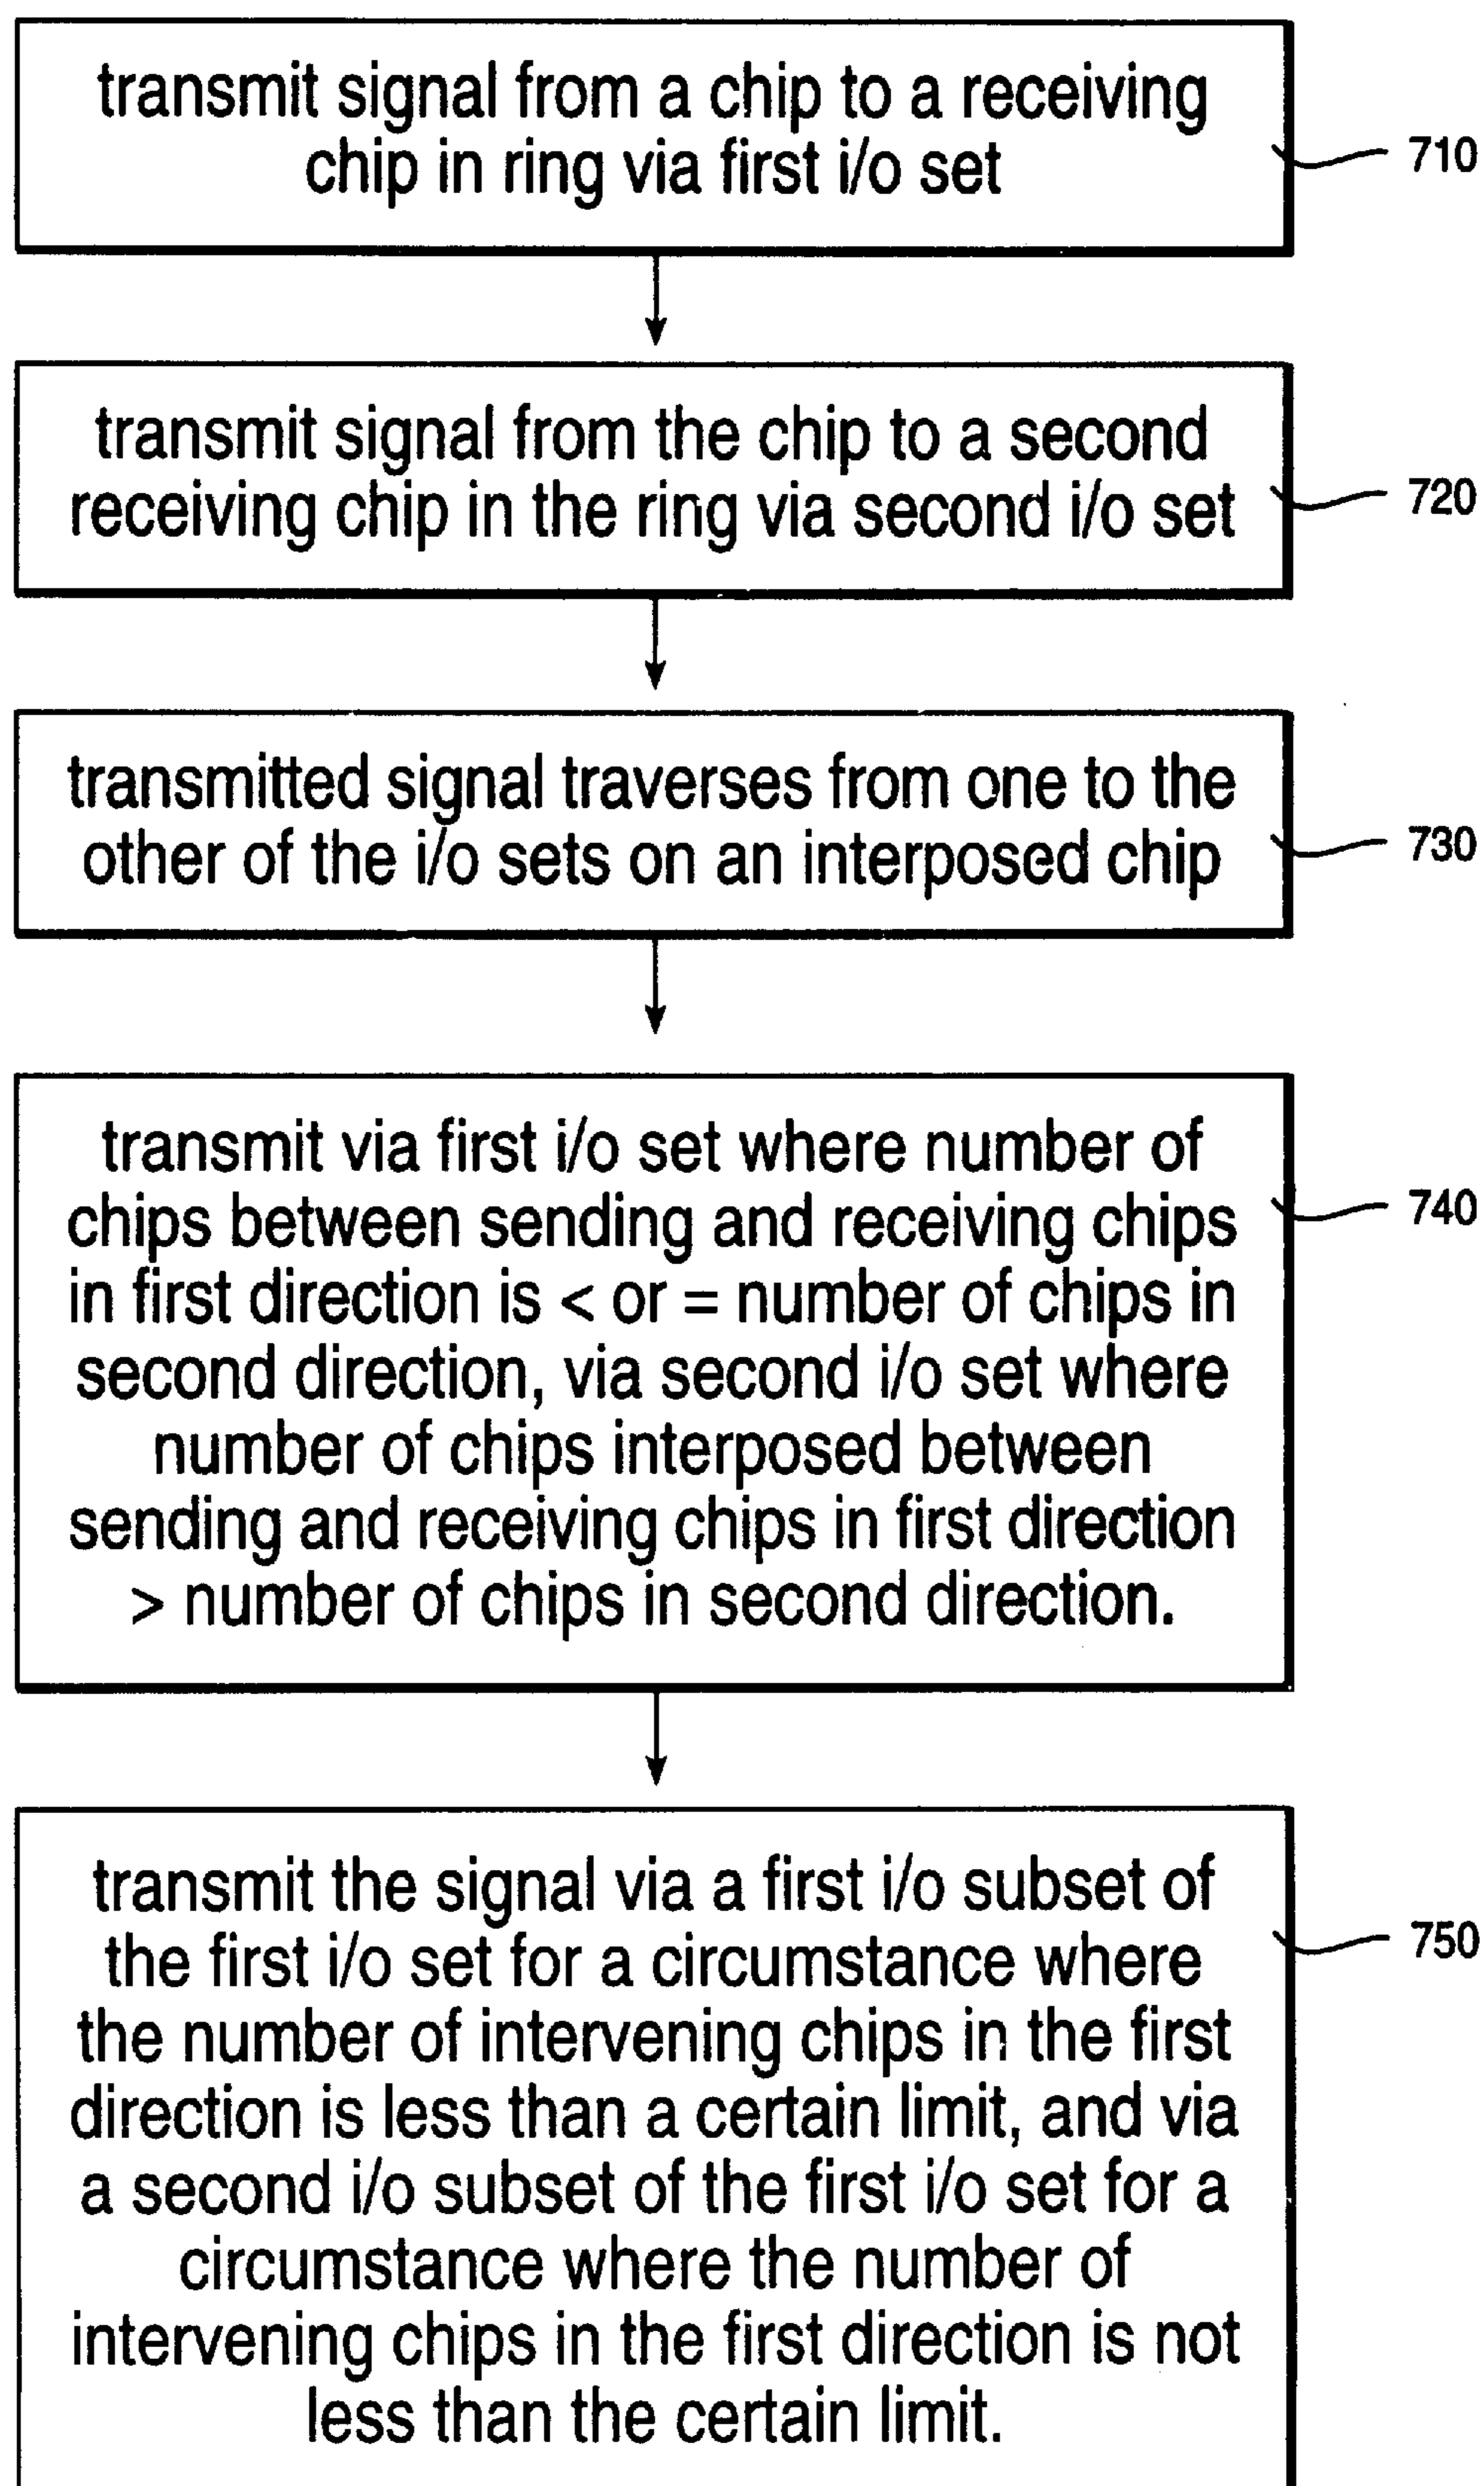 transmit signal from a chip to a receiving
chip in ring via first i/o set
710
transmit signal from the chip to a second
receiving chip in the ring via second i/o set
720
transmitted signal traverses from one to the
other of the i/o sets on an interposed chip
730
transmit via first i/o set where number of
chips between sending and receiving chips
in first direction is < or = number of chips in
second direction, via second i/o set where
number of chips interposed between
sending and receiving chips in first direction
> number of chips in second direction.
740
transmit the signal via a first i/o subset of
the first i/o set for a circumstance where
the number of intervening chips in the first
direction is less than a certain limit, and via
a second i/o subset of the first i/o set for a
circumstance where the number of
intervening chips in the first direction is not
less than the certain limit.
750